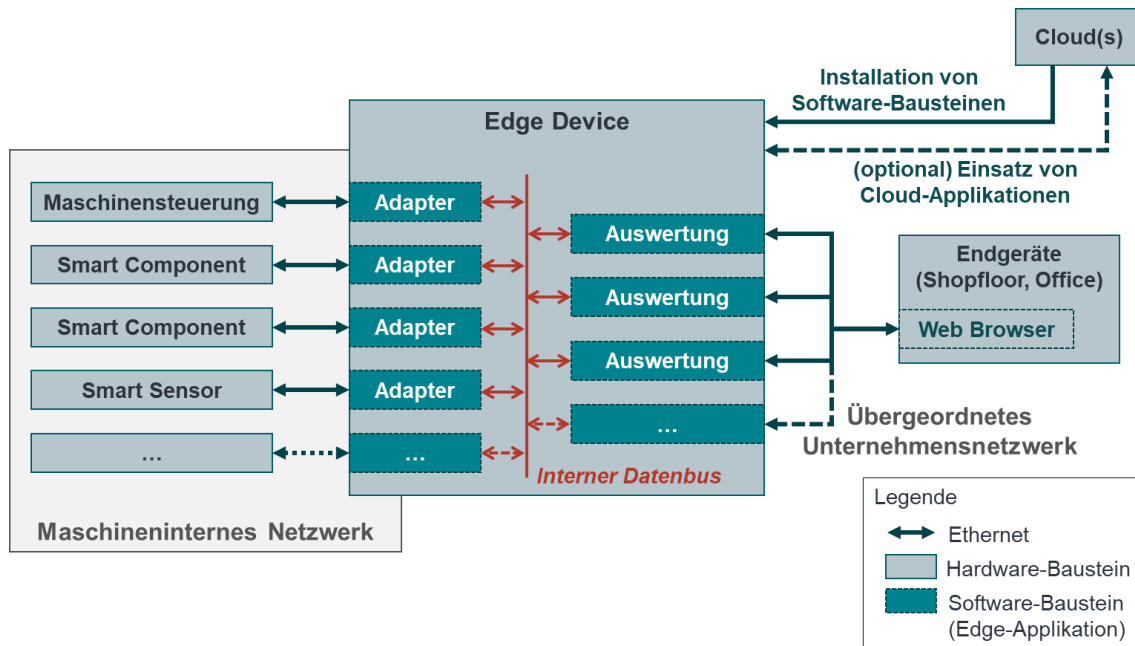 Cloud(s)
Installation von
Software-Bausteinen
Edge Device
(optional) Einsatz von
Cloud-Applikationen
Maschinensteuerung
Adapter
Auswertung
Smart Component
Adapter
Auswertung
Smart Component
Adapter
Auswertung
Smart Sensor
Adapter
...
...
...
Interner Datenbus
Endgeräte
(Shopfloor, Office)
Web Browser
Übergeordnetes
Unternehmensnetzwerk
Maschineninternes Netzwerk
Legende
Ethernet
Hardware-Baustein
Software-Baustein
(Edge-Applikation)